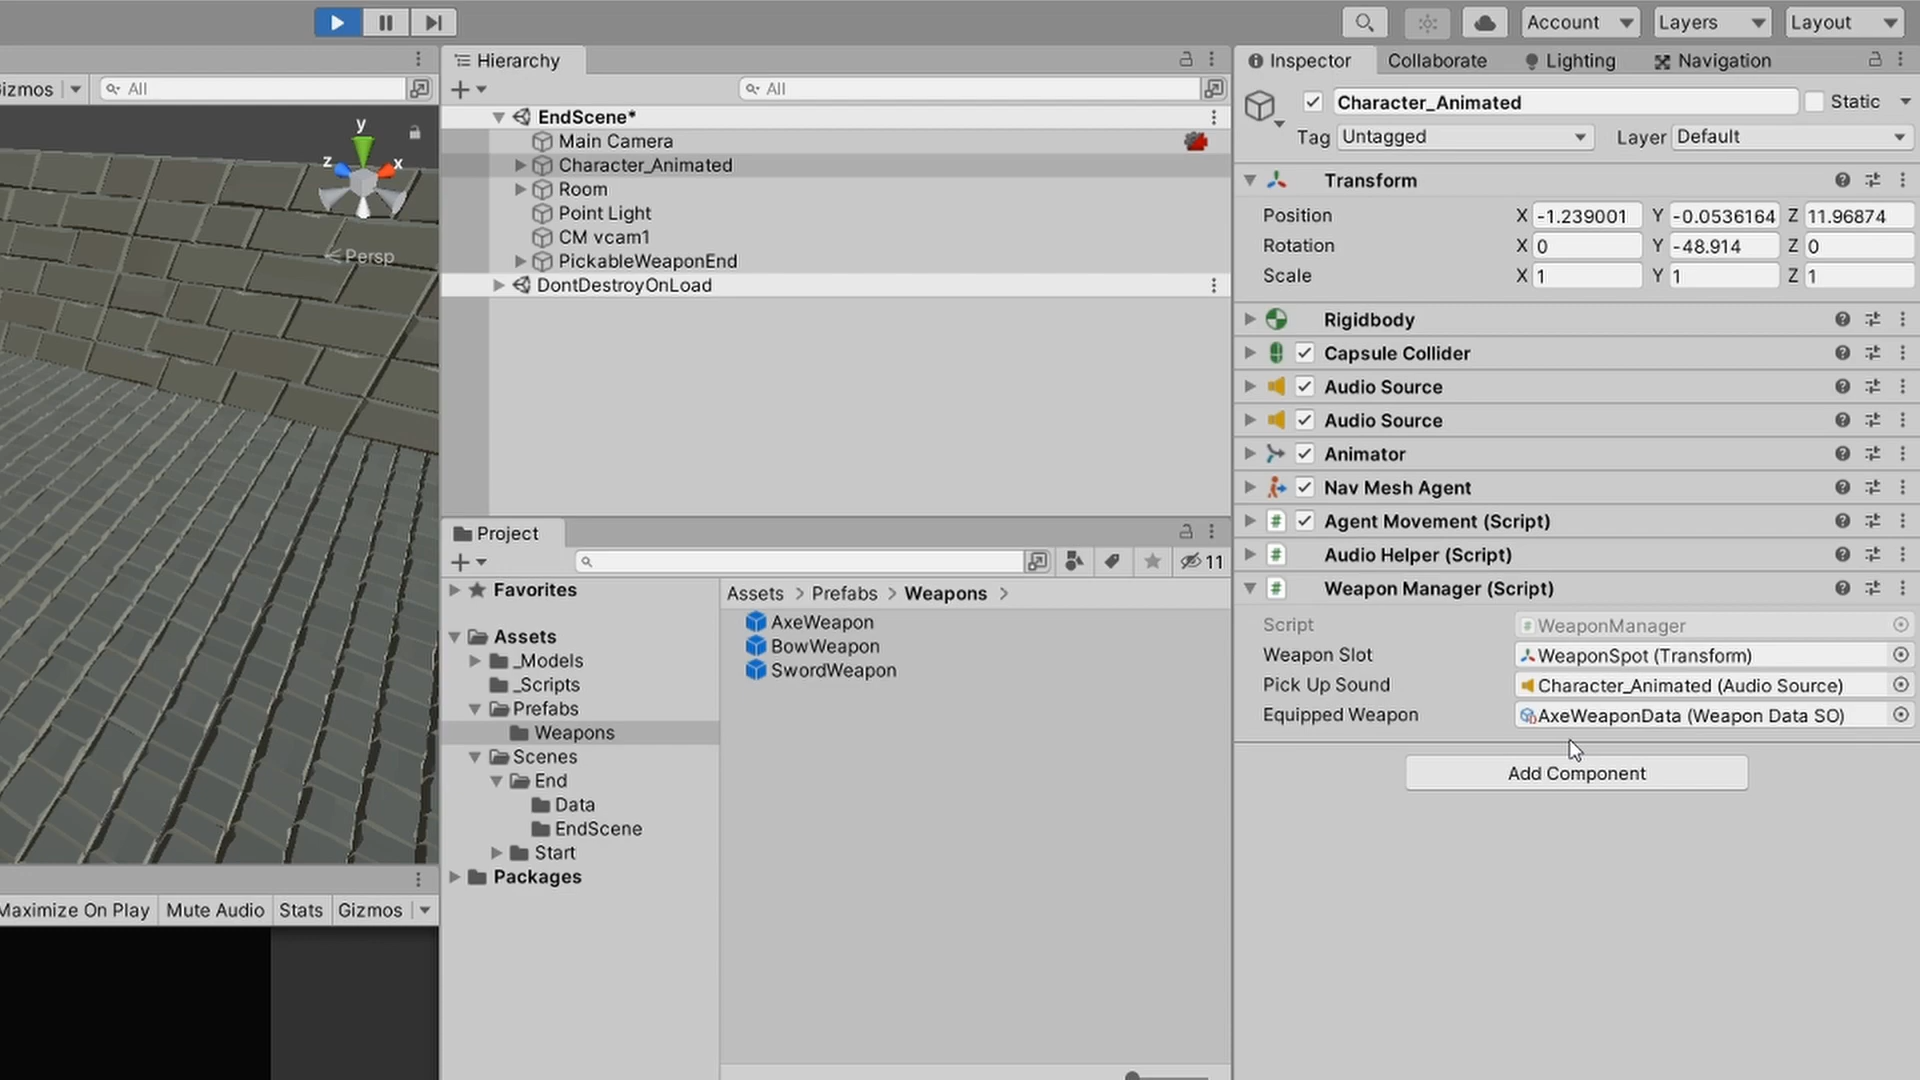 Account
Layers
Layout
izmos
All
y
z
x
Persp
Maximize On Play
Mute Audio
Stats
Gizmos
Hierarchy
All
EndScene*
Main Camera
Character_Animated
Room
Point Light
CM vcam1
PickableWeaponEnd
DontDestroyOnLoad
Project
11
Favorites
Assets
_Models
_Scripts
Prefabs
Weapons
Scenes
End
Data
EndScene
Start
Packages
Assets > Prefabs > Weapons >
AxeWeapon
BowWeapon
SwordWeapon
Inspector
Collaborate
Lighting
Navigation
Character_Animated
Static
Tag Untagged
Layer Default
Transform
Position X -1.239001 Y -0.0536164 Z 11.96874
Rotation X 0 Y -48.914 Z 0
Scale X 1 Y 1 Z 1
Rigidbody
Capsule Collider
Audio Source
Audio Source
Animator
Nav Mesh Agent
Agent Movement (Script)
Audio Helper (Script)
Weapon Manager (Script)
Script WeaponManager
Weapon Slot WeaponSpot (Transform)
Pick Up Sound Character_Animated (Audio Source)
Equipped Weapon AxeWeaponData (Weapon Data SO)
Add Component